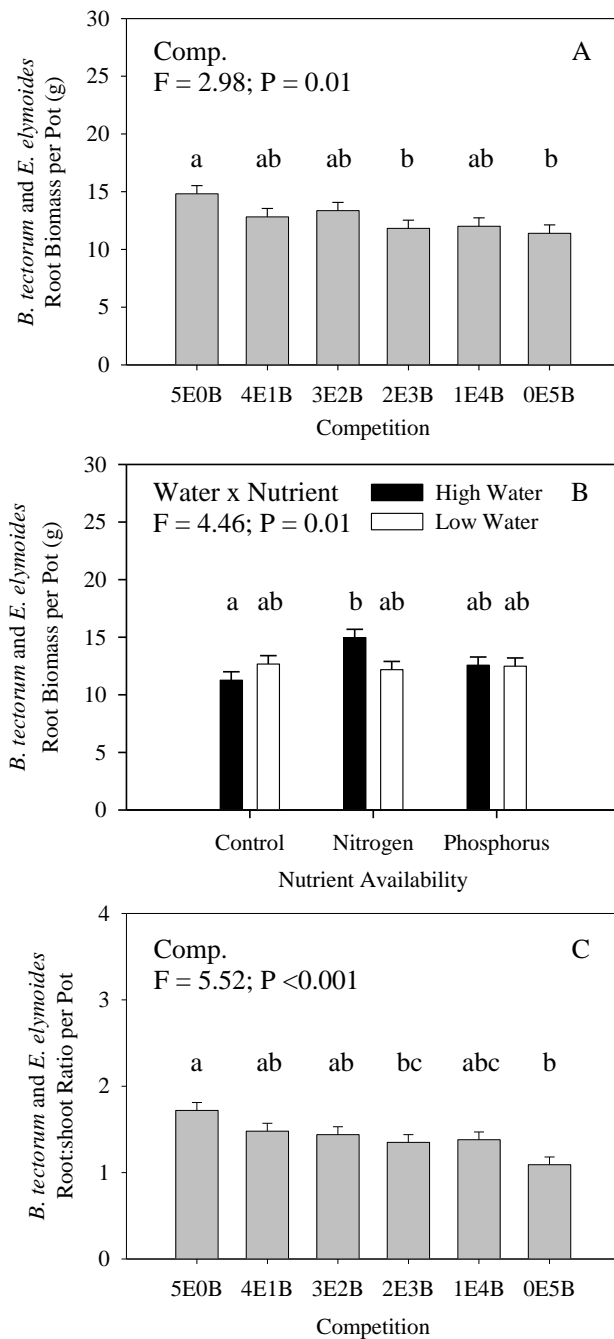 B. tectorum and E. elymoides
Root Biomass per Pot (g)
30
25
20
15
10
5
0
Comp.
A
F = 2.98; P = 0.01
a ab ab b ab b
5E0B 4E1B 3E2B 2E3B 1E4B 0E5B
Competition
B. tectorum and E. elymoides
Root Biomass per Pot (g)
30
25
20
15
10
5
0
Water x Nutrient
F = 4.46; P = 0.01
High Water
Low Water
B
a ab b ab ab ab
Control Nitrogen Phosphorus
Nutrient Availability
B. tectorum and E. elymoides
Root:shoot Ratio per Pot
4
3
2
1
0
Comp.
C
F = 5.52; P <0.001
a ab ab bc abc b
5E0B 4E1B 3E2B 2E3B 1E4B 0E5B
Competition